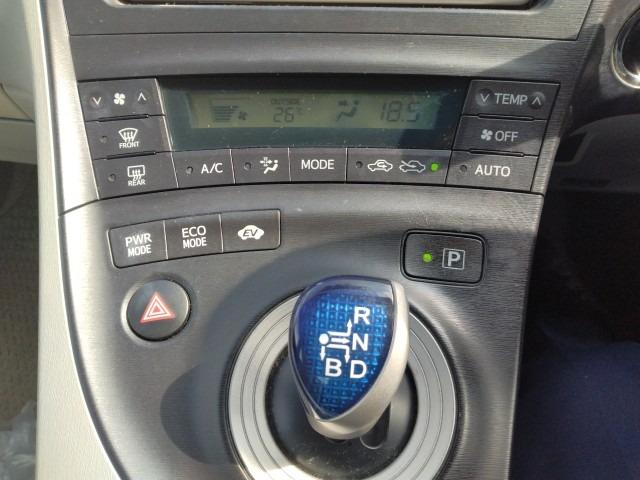 OUTSIDE
26°C 18.5
TEMP
FRONT
OFF
REAR
A/C
MODE
AUTO
PWR
MODE
ECO
MODE
EV
P
R
N
B D